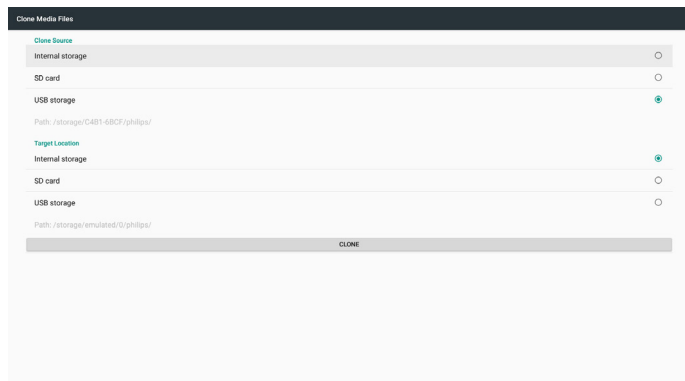 Clone Media Files
Clone Source
Internal storage
SD card
USB storage
Path: /storage/C4B1-6BCF/philips/
Target Location
Internal storage
SD card
USB storage
Path: /storage/emulated/0/philips/
CLONE